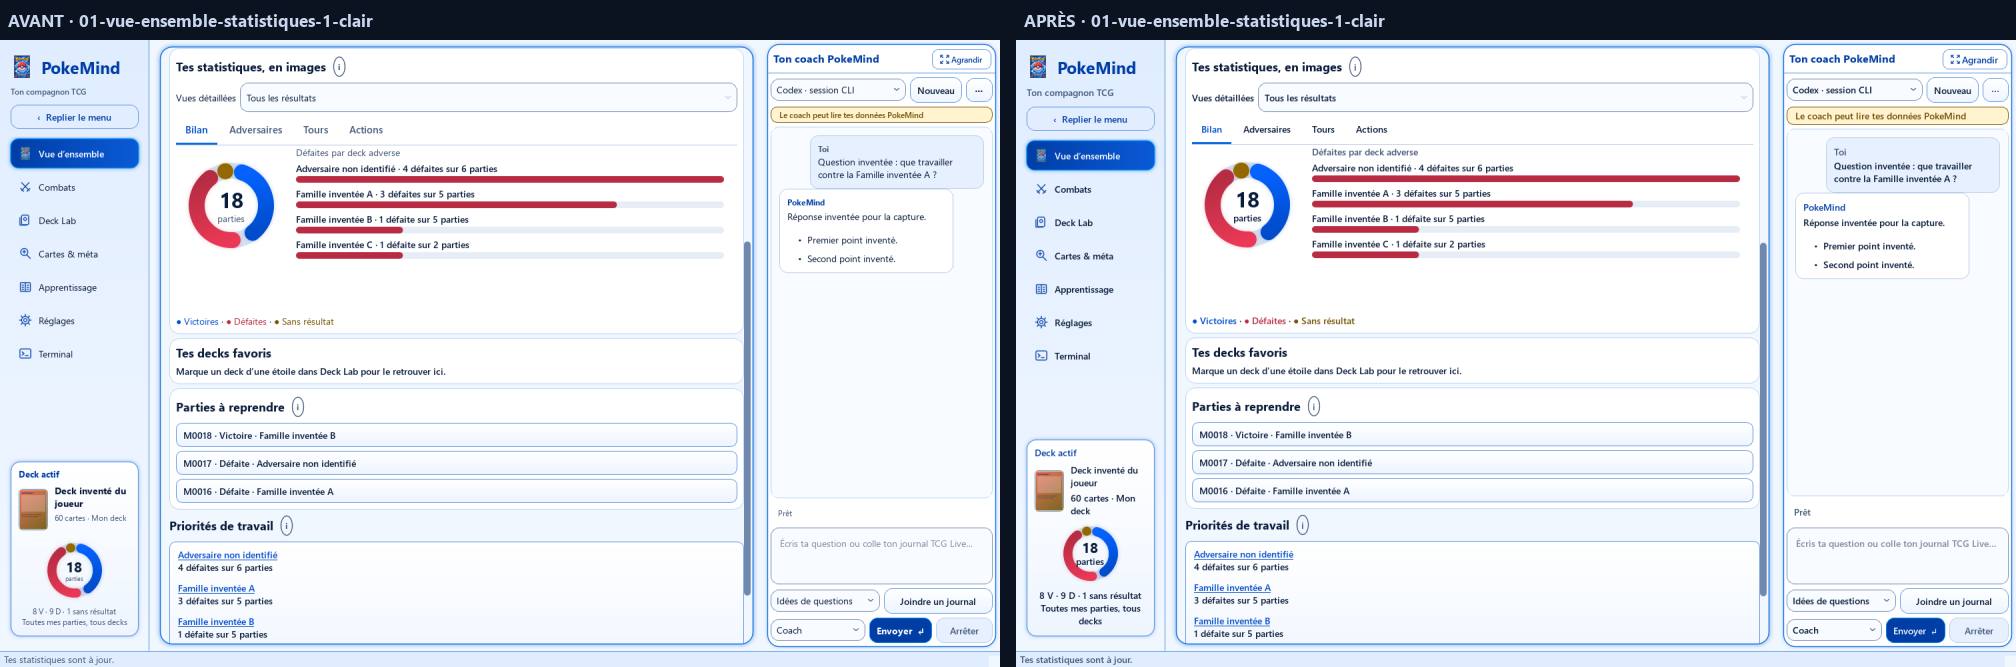 AVANT · 01-vue-ensemble-statistiques-1-clair
PokeMind
Ton compagnon TCG
‹ Replier le menu
Vue d'ensemble
Combats
Deck Lab
Cartes & méta
Apprentissage
Réglages
Terminal
Deck actif
Deck inventé du
joueur
60 cartes · Mon deck
18
parties
8 V · 9 D · 1 sans résultat
Toutes mes parties, tous decks
Tes statistiques, en images i
Vues détaillées Tous les résultats
Bilan Adversaires Tours Actions
18
parties
Défaites par deck adverse
Adversaire non identifié · 4 défaites sur 6 parties
Famille inventée A · 3 défaites sur 5 parties
Famille inventée B · 1 défaite sur 5 parties
Famille inventée C · 1 défaite sur 2 parties
● Victoires · ● Défaites · ● Sans résultat
Tes decks favoris
Marque un deck d'une étoile dans Deck Lab pour le retrouver ici.
Parties à reprendre i
M0018 · Victoire · Famille inventée B
M0017 · Défaite · Adversaire non identifié
M0016 · Défaite · Famille inventée A
Priorités de travail i
Adversaire non identifié
4 défaites sur 6 parties
Famille inventée A
3 défaites sur 5 parties
Famille inventée B
1 défaite sur 5 parties
Ton coach PokeMind Agrandir
Codex · session CLI Nouveau ...
Le coach peut lire tes données PokeMind
Toi
Question inventée : que travailler
contre la Famille inventée A ?
PokeMind
Réponse inventée pour la capture.
• Premier point inventé.
• Second point inventé.
Prêt
Écris ta question ou colle ton journal TCG Live...
Idées de questions Joindre un journal
Coach Envoyer ↲ Arrêter
Tes statistiques sont à jour.
APRÈS · 01-vue-ensemble-statistiques-1-clair
PokeMind
Ton compagnon TCG
‹ Replier le menu
Vue d'ensemble
Combats
Deck Lab
Cartes & méta
Apprentissage
Réglages
Terminal
Deck actif
Deck inventé du
joueur
60 cartes · Mon
deck
18
parties
8 V · 9 D · 1 sans résultat
Toutes mes parties, tous
decks
Tes statistiques, en images i
Vues détaillées Tous les résultats
Bilan Adversaires Tours Actions
18
parties
Défaites par deck adverse
Adversaire non identifié · 4 défaites sur 6 parties
Famille inventée A · 3 défaites sur 5 parties
Famille inventée B · 1 défaite sur 5 parties
Famille inventée C · 1 défaite sur 2 parties
● Victoires · ● Défaites · ● Sans résultat
Tes decks favoris
Marque un deck d'une étoile dans Deck Lab pour le retrouver ici.
Parties à reprendre i
M0018 · Victoire · Famille inventée B
M0017 · Défaite · Adversaire non identifié
M0016 · Défaite · Famille inventée A
Priorités de travail i
Adversaire non identifié
4 défaites sur 6 parties
Famille inventée A
3 défaites sur 5 parties
Famille inventée B
1 défaite sur 5 parties
Ton coach PokeMind Agrandir
Codex · session CLI Nouveau ...
Le coach peut lire tes données PokeMind
Toi
Question inventée : que travailler
contre la Famille inventée A ?
PokeMind
Réponse inventée pour la capture.
• Premier point inventé.
• Second point inventé.
Prêt
Écris ta question ou colle ton journal TCG Live...
Idées de questions Joindre un journal
Coach Envoyer ↲ Arrêter
Tes statistiques sont à jour.